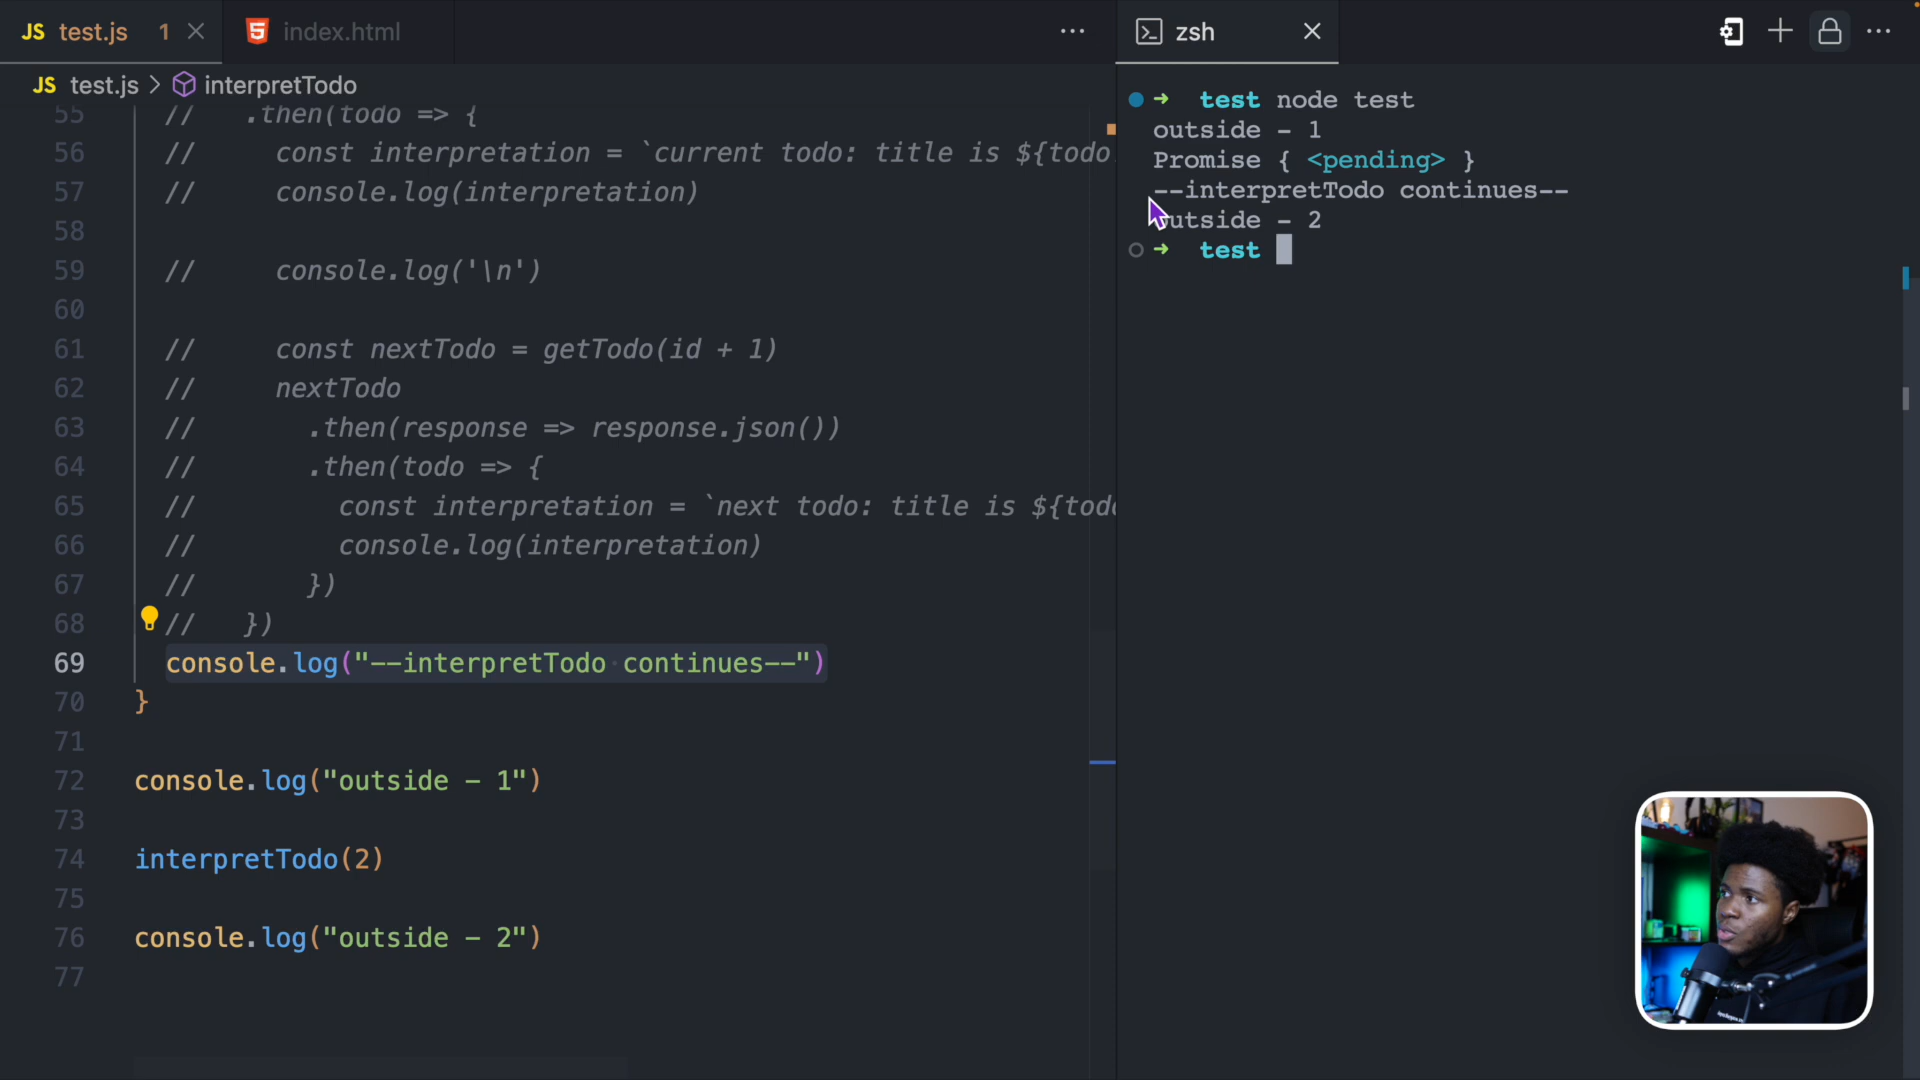 JS test.js 1
index.html
zsh
JS test.js > interpretTodo
55 // .then(todo => {
56 // const interpretation = `current todo: title is ${todo.
57 // console.log(interpretation)
58
59 // console.log('\n')
60
61 // const nextTodo = getTodo(id + 1)
62 // nextTodo
63 // .then(response => response.json())
64 // .then(todo => {
65 // const interpretation = `next todo: title is ${todo
66 // console.log(interpretation)
67 // })
68 // })
69 console.log("--interpretTodo continues--")
70 }
71
72 console.log("outside - 1")
73
74 interpretTodo(2)
75
76 console.log("outside - 2")
77
➜ test node test
outside - 1
Promise { <pending> }
--interpretTodo continues--
outside - 2
➜ test